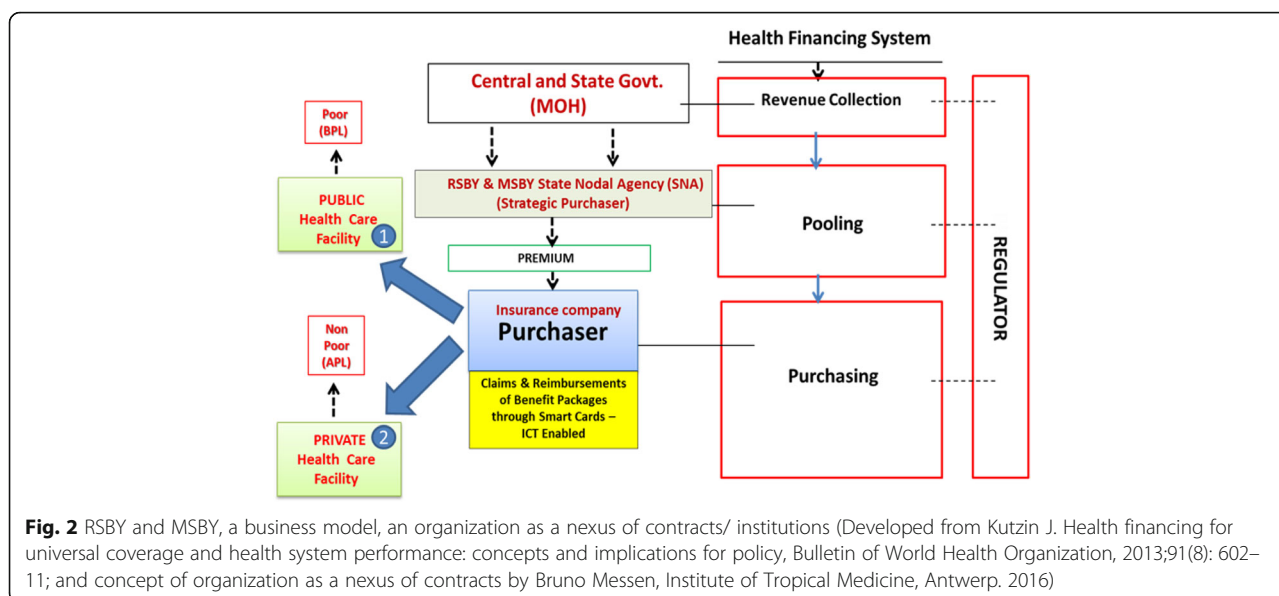 Health Financing System
Central and State Govt.
(MOH)
Revenue Collection
Poor
(BPL)
RSBY & MSBY State Nodal Agency (SNA)
(Strategic Purchaser)
Pooling
PUBLIC
Health Care
Facility
1
PREMIUM
REGULATOR
Insurance company
Purchaser
Purchasing
Non
Poor
(APL)
Claims & Reimbursements
of Benefit Packages
through Smart Cards –
ICT Enabled
PRIVATE
Health Care
Facility
2
Fig. 2 RSBY and MSBY, a business model, an organization as a nexus of contracts/ institutions (Developed from Kutzin J. Health financing for
universal coverage and health system performance: concepts and implications for policy, Bulletin of World Health Organization, 2013;91(8): 602–
11; and concept of organization as a nexus of contracts by Bruno Messen, Institute of Tropical Medicine, Antwerp. 2016)